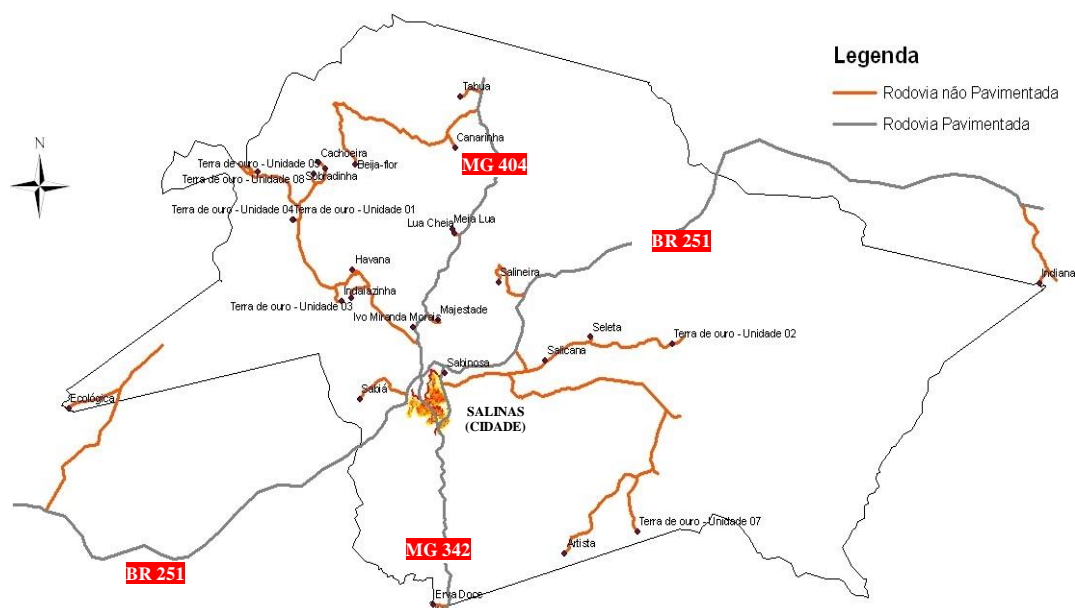 Legenda
Rodovia não Pavimentada
Rodovia Pavimentada
N
Tabúa
Canarinha
MG 404
Cachoeira
Beija-flor
Sobradinha
Terra de ouro - Unidade 05
Terra de ouro - Unidade 08
Terra de ouro - Unidade 04
Terra de ouro - Unidade 01
Lua Cheia
Meia Lua
BR 251
Havana
Salineira
Indiana
Indaiazinha
Terra de ouro - Unidade 03
Ivo Miranda Morais
Majestade
Seleta
Terra de ouro - Unidade 02
Salicana
Sabinosa
Sabiá
Ecológica
SALINAS
(CIDADE)
Terra de ouro - Unidade 07
Artista
MG 342
BR 251
Erva Doce